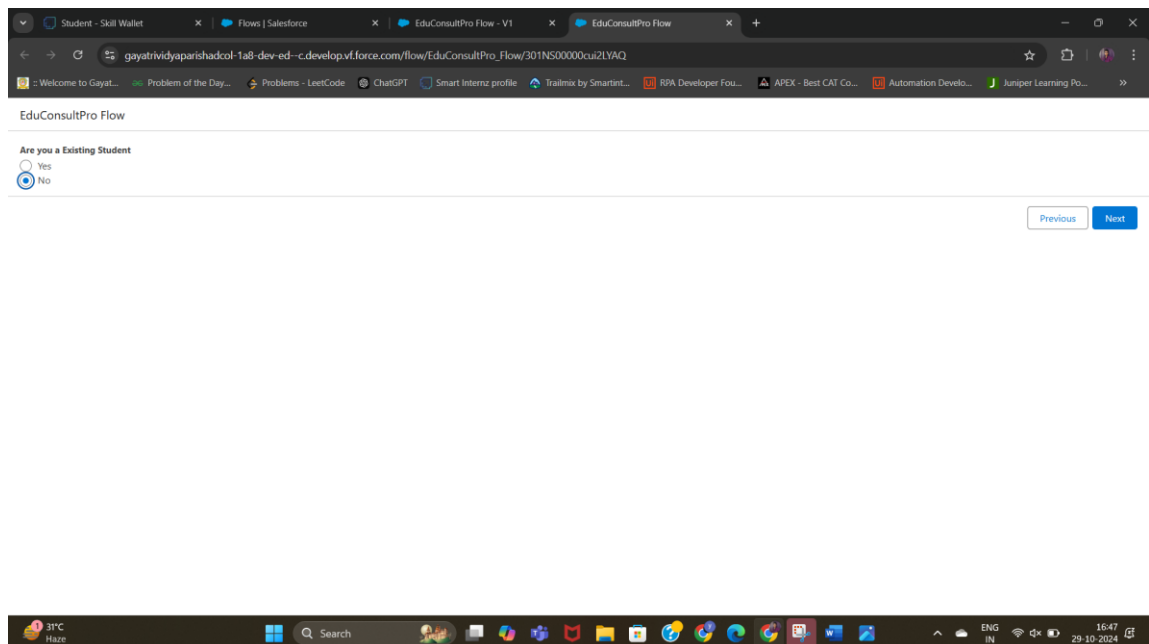 Student - Skill Wallet
Flows | Salesforce
EduConsultPro Flow - V1
EduConsultPro Flow
gayatrividyaparishadcol-1a8-dev-ed--c.develop.vf.force.com/flow/EduConsultPro_Flow/301NS00000cui2LYAQ
:: Welcome to Gayat...
Problem of the Day...
Problems - LeetCode
ChatGPT
Smart Internz profile
Trailmix by Smartint...
RPA Developer Fou...
APEX - Best CAT Co...
Automation Develo...
Juniper Learning Po...
EduConsultPro Flow
Are you a Existing Student
Yes
No
Previous
Next
1
31°C
Haze
Search
ENG
IN
16:47
29-10-2024